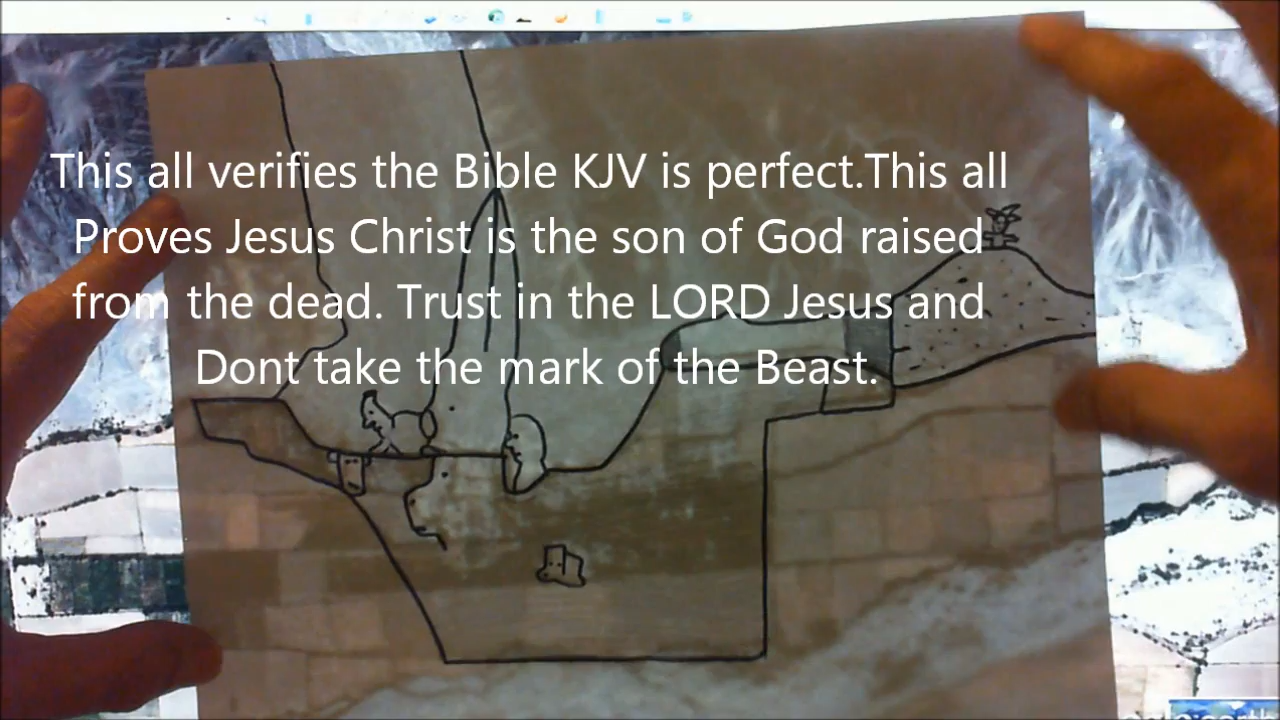 This all verifies the Bible KJV is perfect.This all
Proves Jesus Christ is the son of God raised
from the dead. Trust in the LORD Jesus and
Dont take the mark of the Beast.